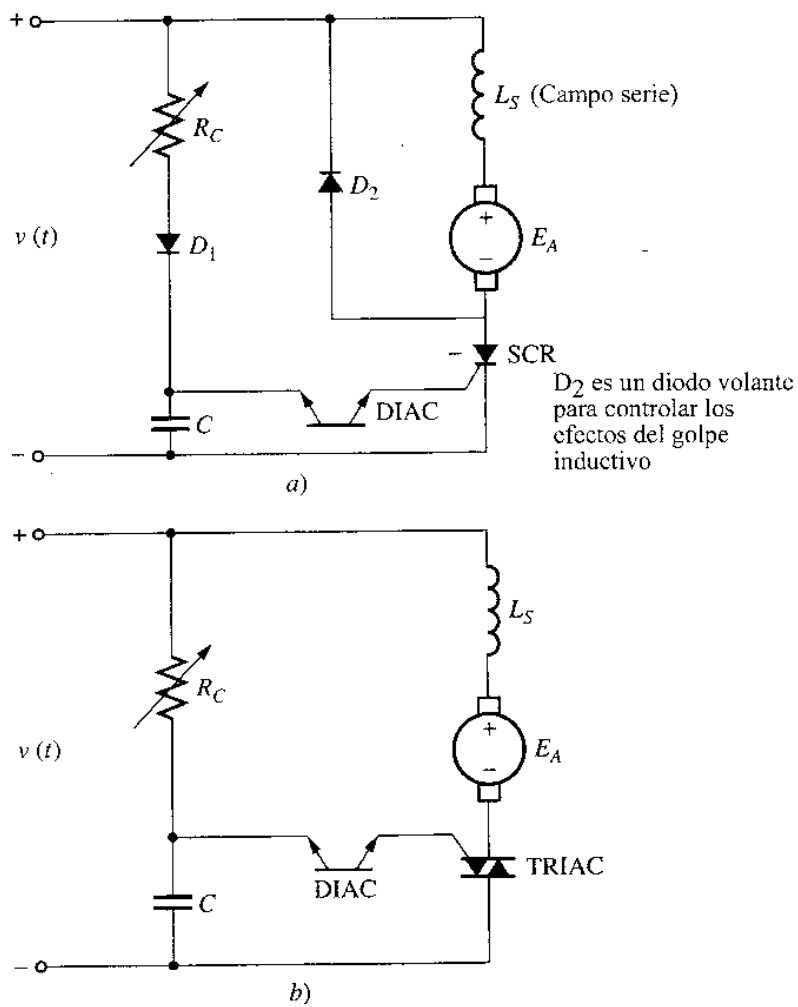 +
L_S (Campo serie)
R_C
D_2
v (t)
+
E_A
−
D_1
− SCR
DIAC
D_2 es un diodo volante
para controlar los
efectos del golpe
inductivo
C
−
a)
+
L_S
R_C
v (t)
+
E_A
−
TRIAC
DIAC
C
−
b)